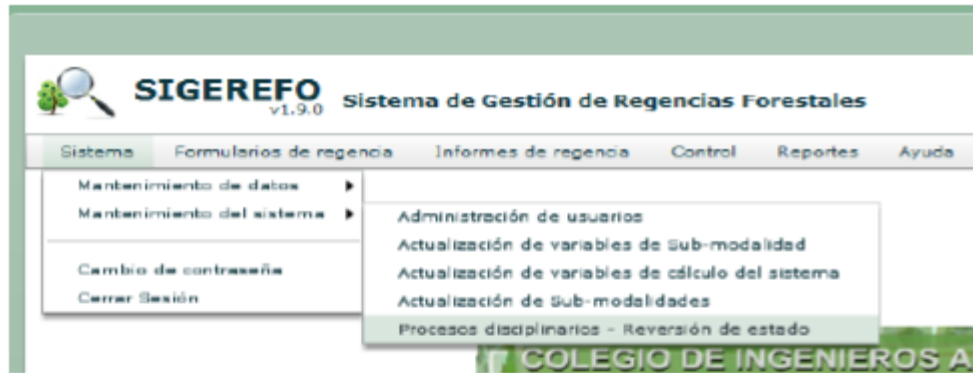 SIGEREFO
v1.9.0
Sistema de Gestión de Regencias Forestales
Sistema Formularios de regencia Informes de regencia Control Reportes Ayuda
Mantenimiento de datos
Mantenimiento del sistema
Cambio de contraseña
Cerrar Sesión
Administración de usuarios
Actualización de variables de Sub-modalidad
Actualización de variables de cálculo del sistema
Actualización de Sub-modalidades
Procesos disciplinarios - Reversión de estado
COLEGIO DE INGENIEROS A